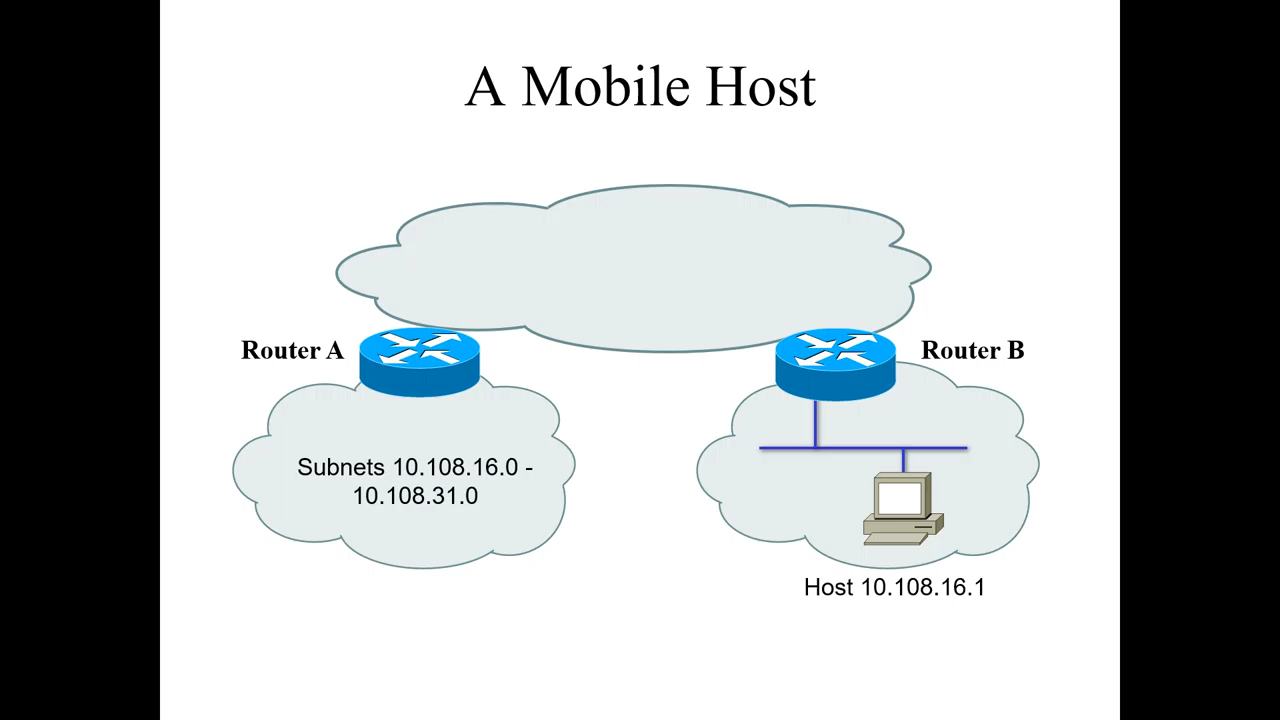 A Mobile Host
Router A
Router B
Subnets 10.108.16.0 -
10.108.31.0
Host 10.108.16.1